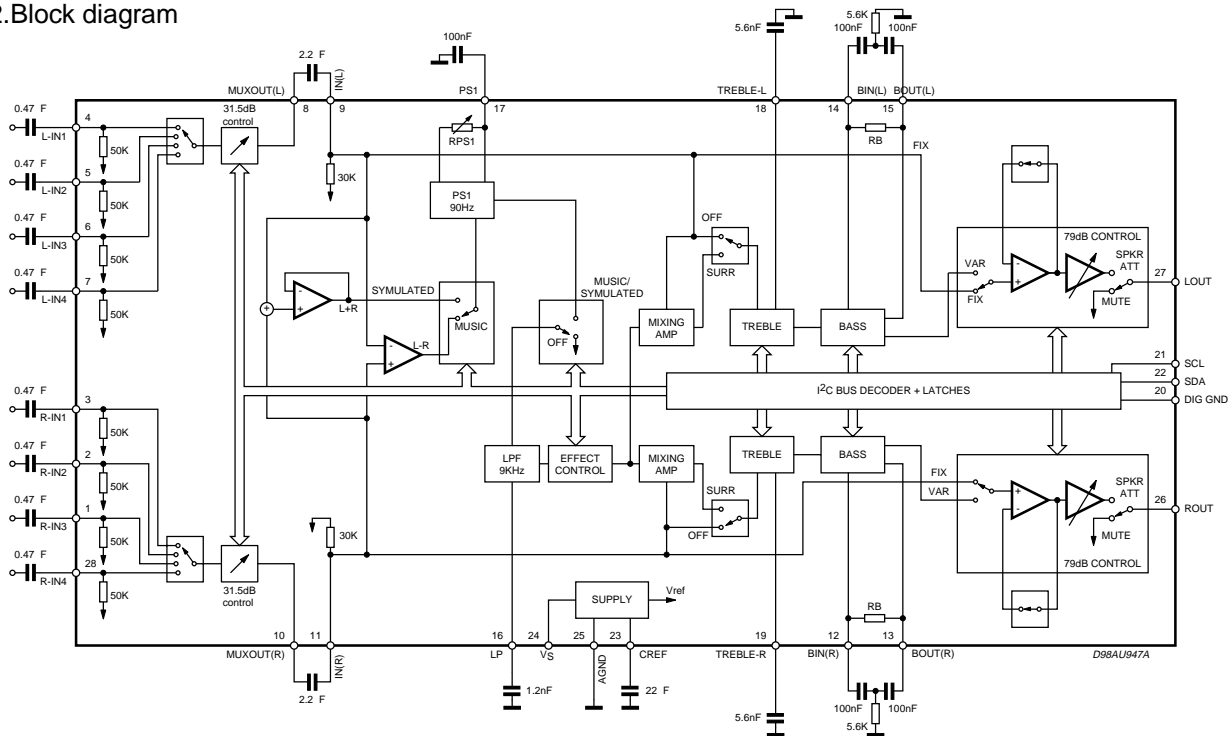 2.Block diagram
5.6nF
5.6K
100nF
100nF
100nF
2.2 F
IN(L)
MUXOUT(L)
PS1
TREBLE-L
BIN(L)
BOUT(L)
8
9
17
18
14
15
0.47 F
L-IN1
4
50K
31.5dB
control
RPS1
RB
FIX
0.47 F
L-IN2
5
50K
30K
PS1
90Hz
0.47 F
L-IN3
6
50K
OFF
SURR
79dB CONTROL
SPKR
ATT
27
LOUT
VAR
FIX
MUTE
0.47 F
L-IN4
7
50K
-
+
+
L+R
SYMULATED
MUSIC
MUSIC/
SYMULATED
OFF
MIXING
AMP
TREBLE
BASS
-
+
-
+
L-R
I2C BUS DECODER + LATCHES
21
SCL
22
SDA
20
DIG GND
0.47 F
R-IN1
3
50K
0.47 F
R-IN2
2
50K
LPF
9KHz
EFFECT
CONTROL
MIXING
AMP
TREBLE
BASS
FIX
VAR
+
-
SPKR
ATT
26
ROUT
MUTE
79dB CONTROL
0.47 F
R-IN3
1
50K
30K
SURR
OFF
0.47 F
R-IN4
28
50K
31.5dB
control
SUPPLY
Vref
RB
10
11
16
24
25
23
19
12
13
MUXOUT(R)
IN(R)
LP
VS
AGND
CREF
TREBLE-R
BIN(R)
BOUT(R)
D98AU947A
2.2 F
1.2nF
22 F
5.6nF
100nF
100nF
5.6K